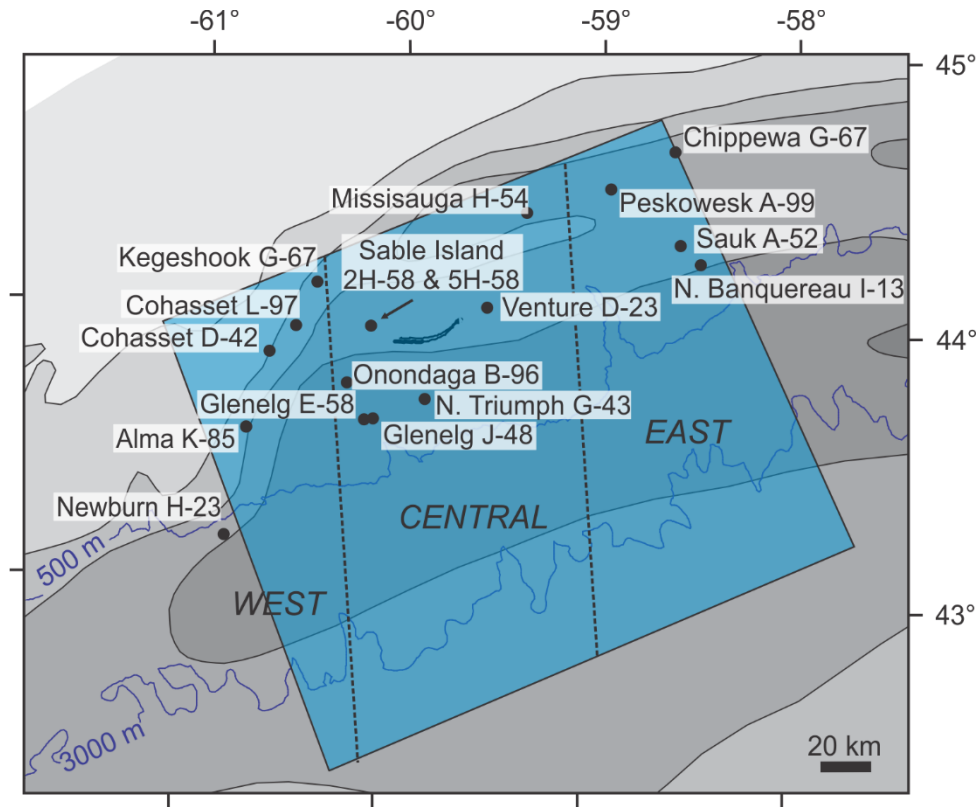 -61° -60° -59° -58°
45°
Chippewa G-67
Missisauga H-54
Peskowesk A-99
Kegeshook G-67
Sable Island
2H-58 & 5H-58
Sauk A-52
N. Banquereau I-13
Cohasset L-97
Venture D-23
Cohasset D-42
44°
Onondaga B-96
Glenelg E-58
N. Triumph G-43
Alma K-85
Glenelg J-48
EAST
Newburn H-23
CENTRAL
500 m
WEST
43°
3000 m
20 km